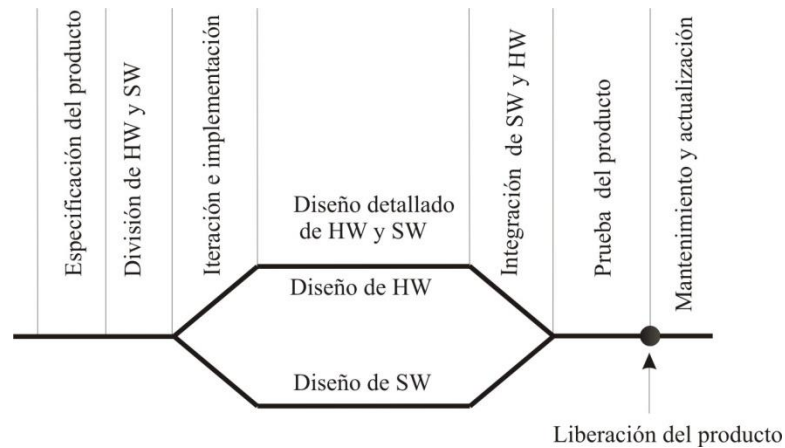 Especificación del producto
División de HW y SW
Iteración e implementación
Diseño detallado
de HW y SW
Diseño de HW
Diseño de SW
Integración de SW y HW
Prueba del producto
Mantenimiento y actualización
Liberación del producto